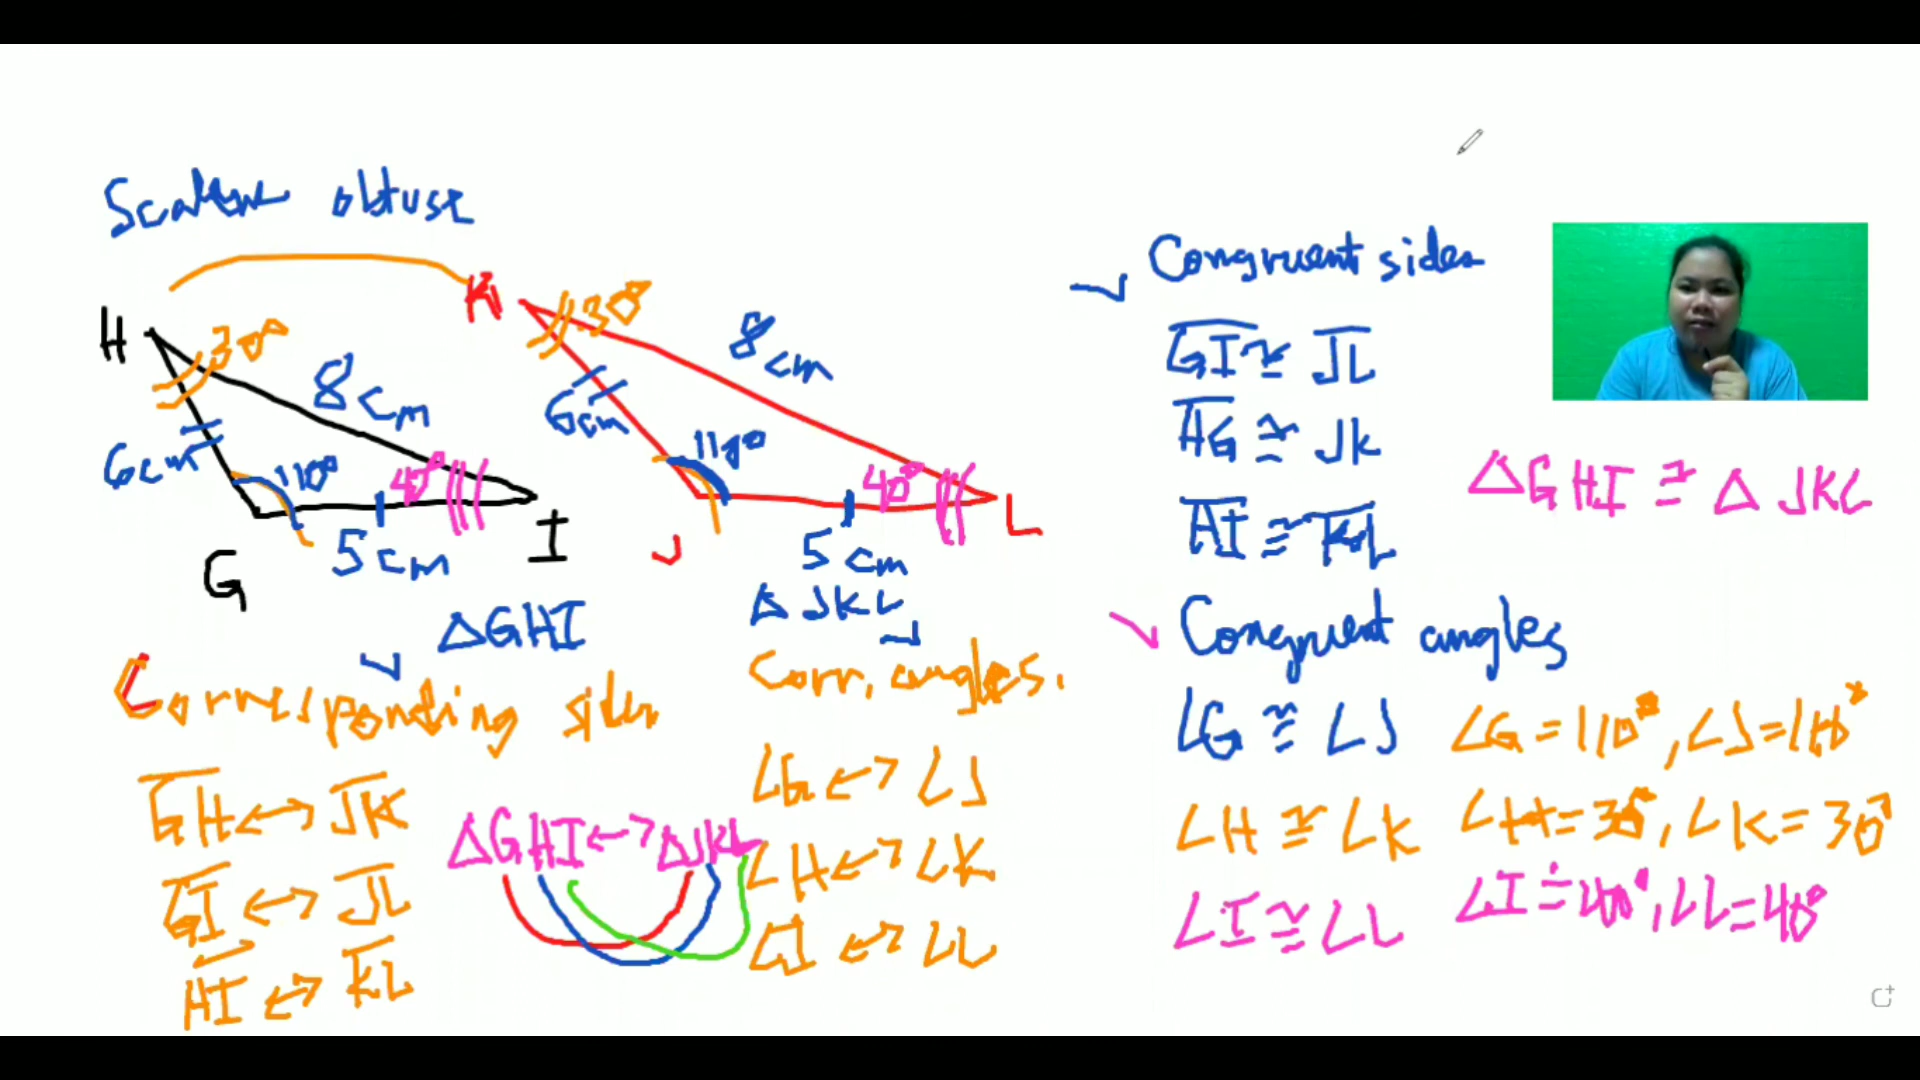 Scalene obtuse
H
30°
8 cm
6cm
110°
40°
5 cm
G
I
△GHI
K
30°
8 cm
6cm
110°
40°
5 cm
J
L
△JKL
Corresponding sides
GH ↔ JK
GI ↔ JL
HI ↔ KL
△GHI ↔ △JKL
Corr. angles.
∠G ↔ ∠J
∠H ↔ ∠K
∠I ↔ ∠L
Congruent sides
GI ≅ JL
HG ≅ JK
HI ≅ KL
△GHI ≅ △JKL
Congruent angles
∠G ≅ ∠J ∠G = 110°, ∠J = 110°
∠H ≅ ∠K ∠H = 30°, ∠K = 30°
∠I ≅ ∠L ∠I = 40°, ∠L = 40°